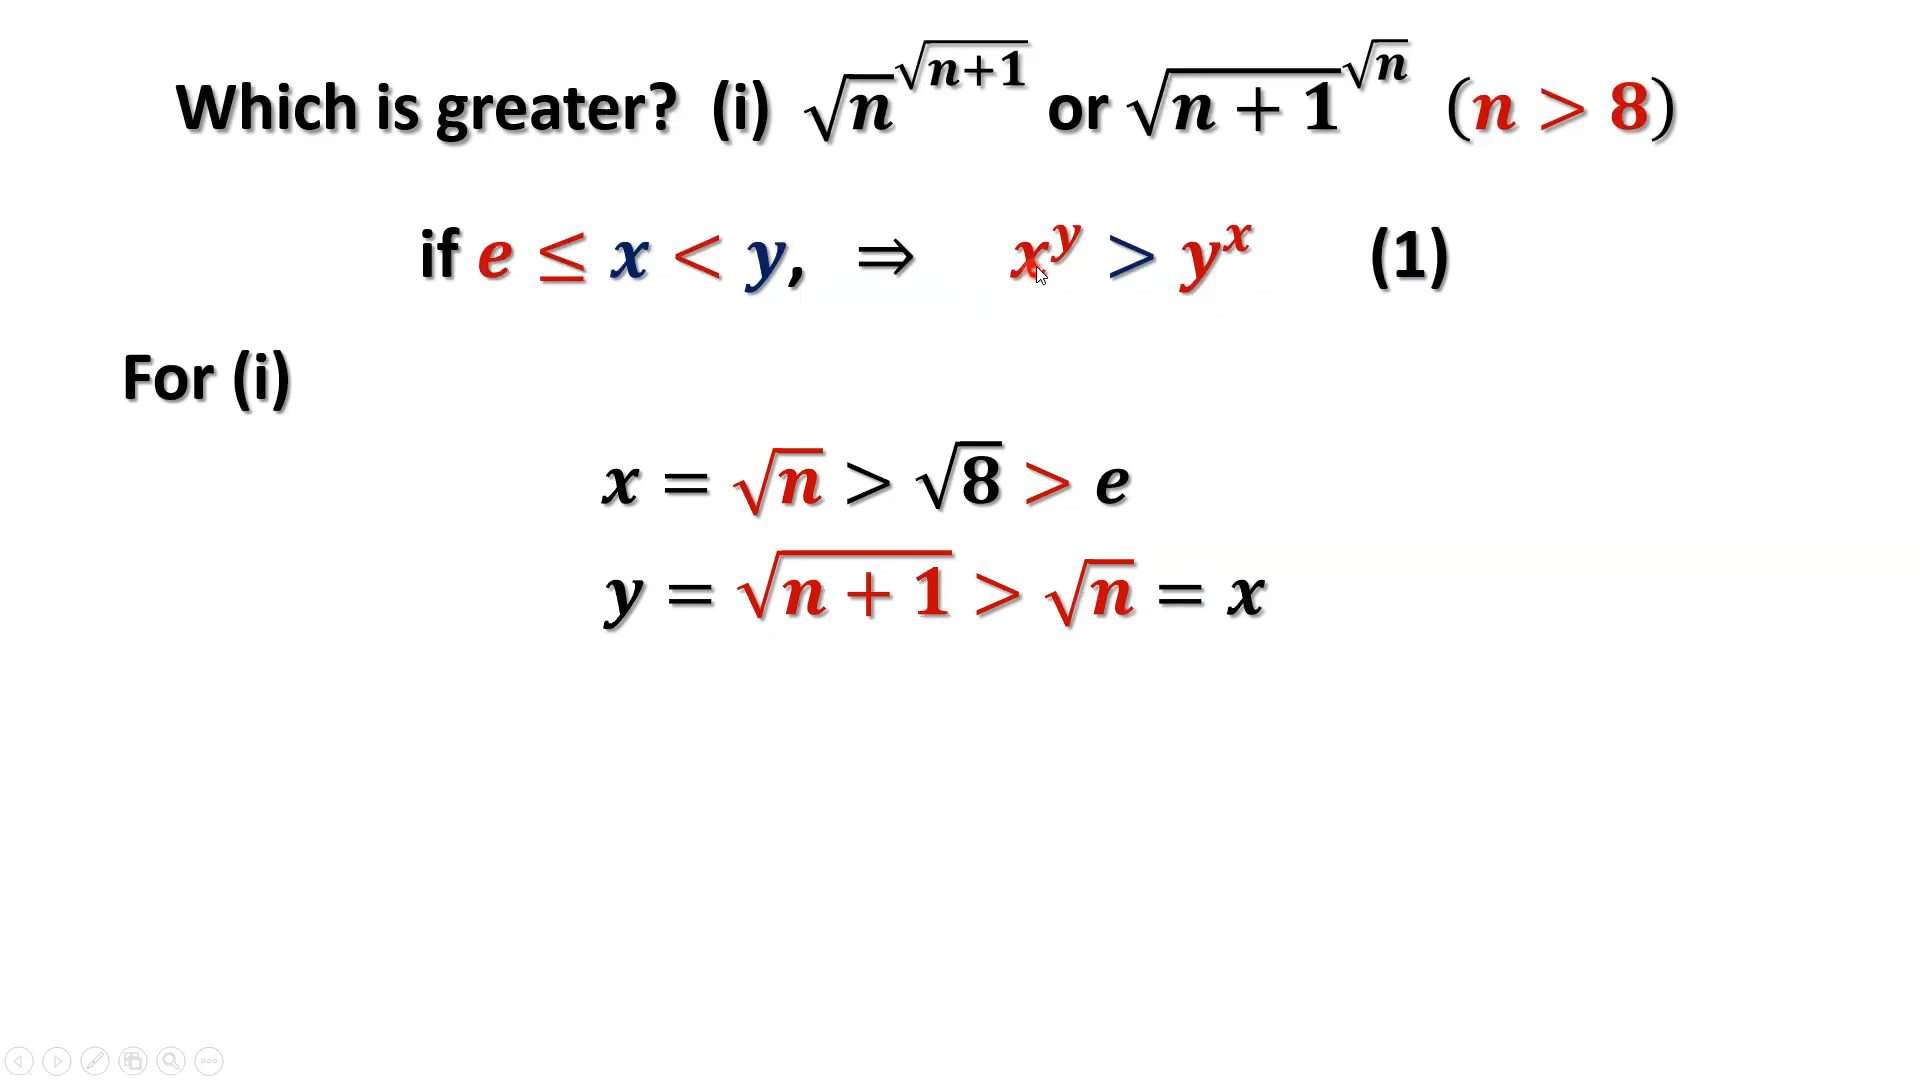 Which is greater? (i) √n^√(n+1) or √(n + 1)^√n (n > 8)
if e ≤ x < y, ⇒ x^y > y^x (1)
For (i)
x = √n > √8 > e
y = √(n + 1) > √n = x